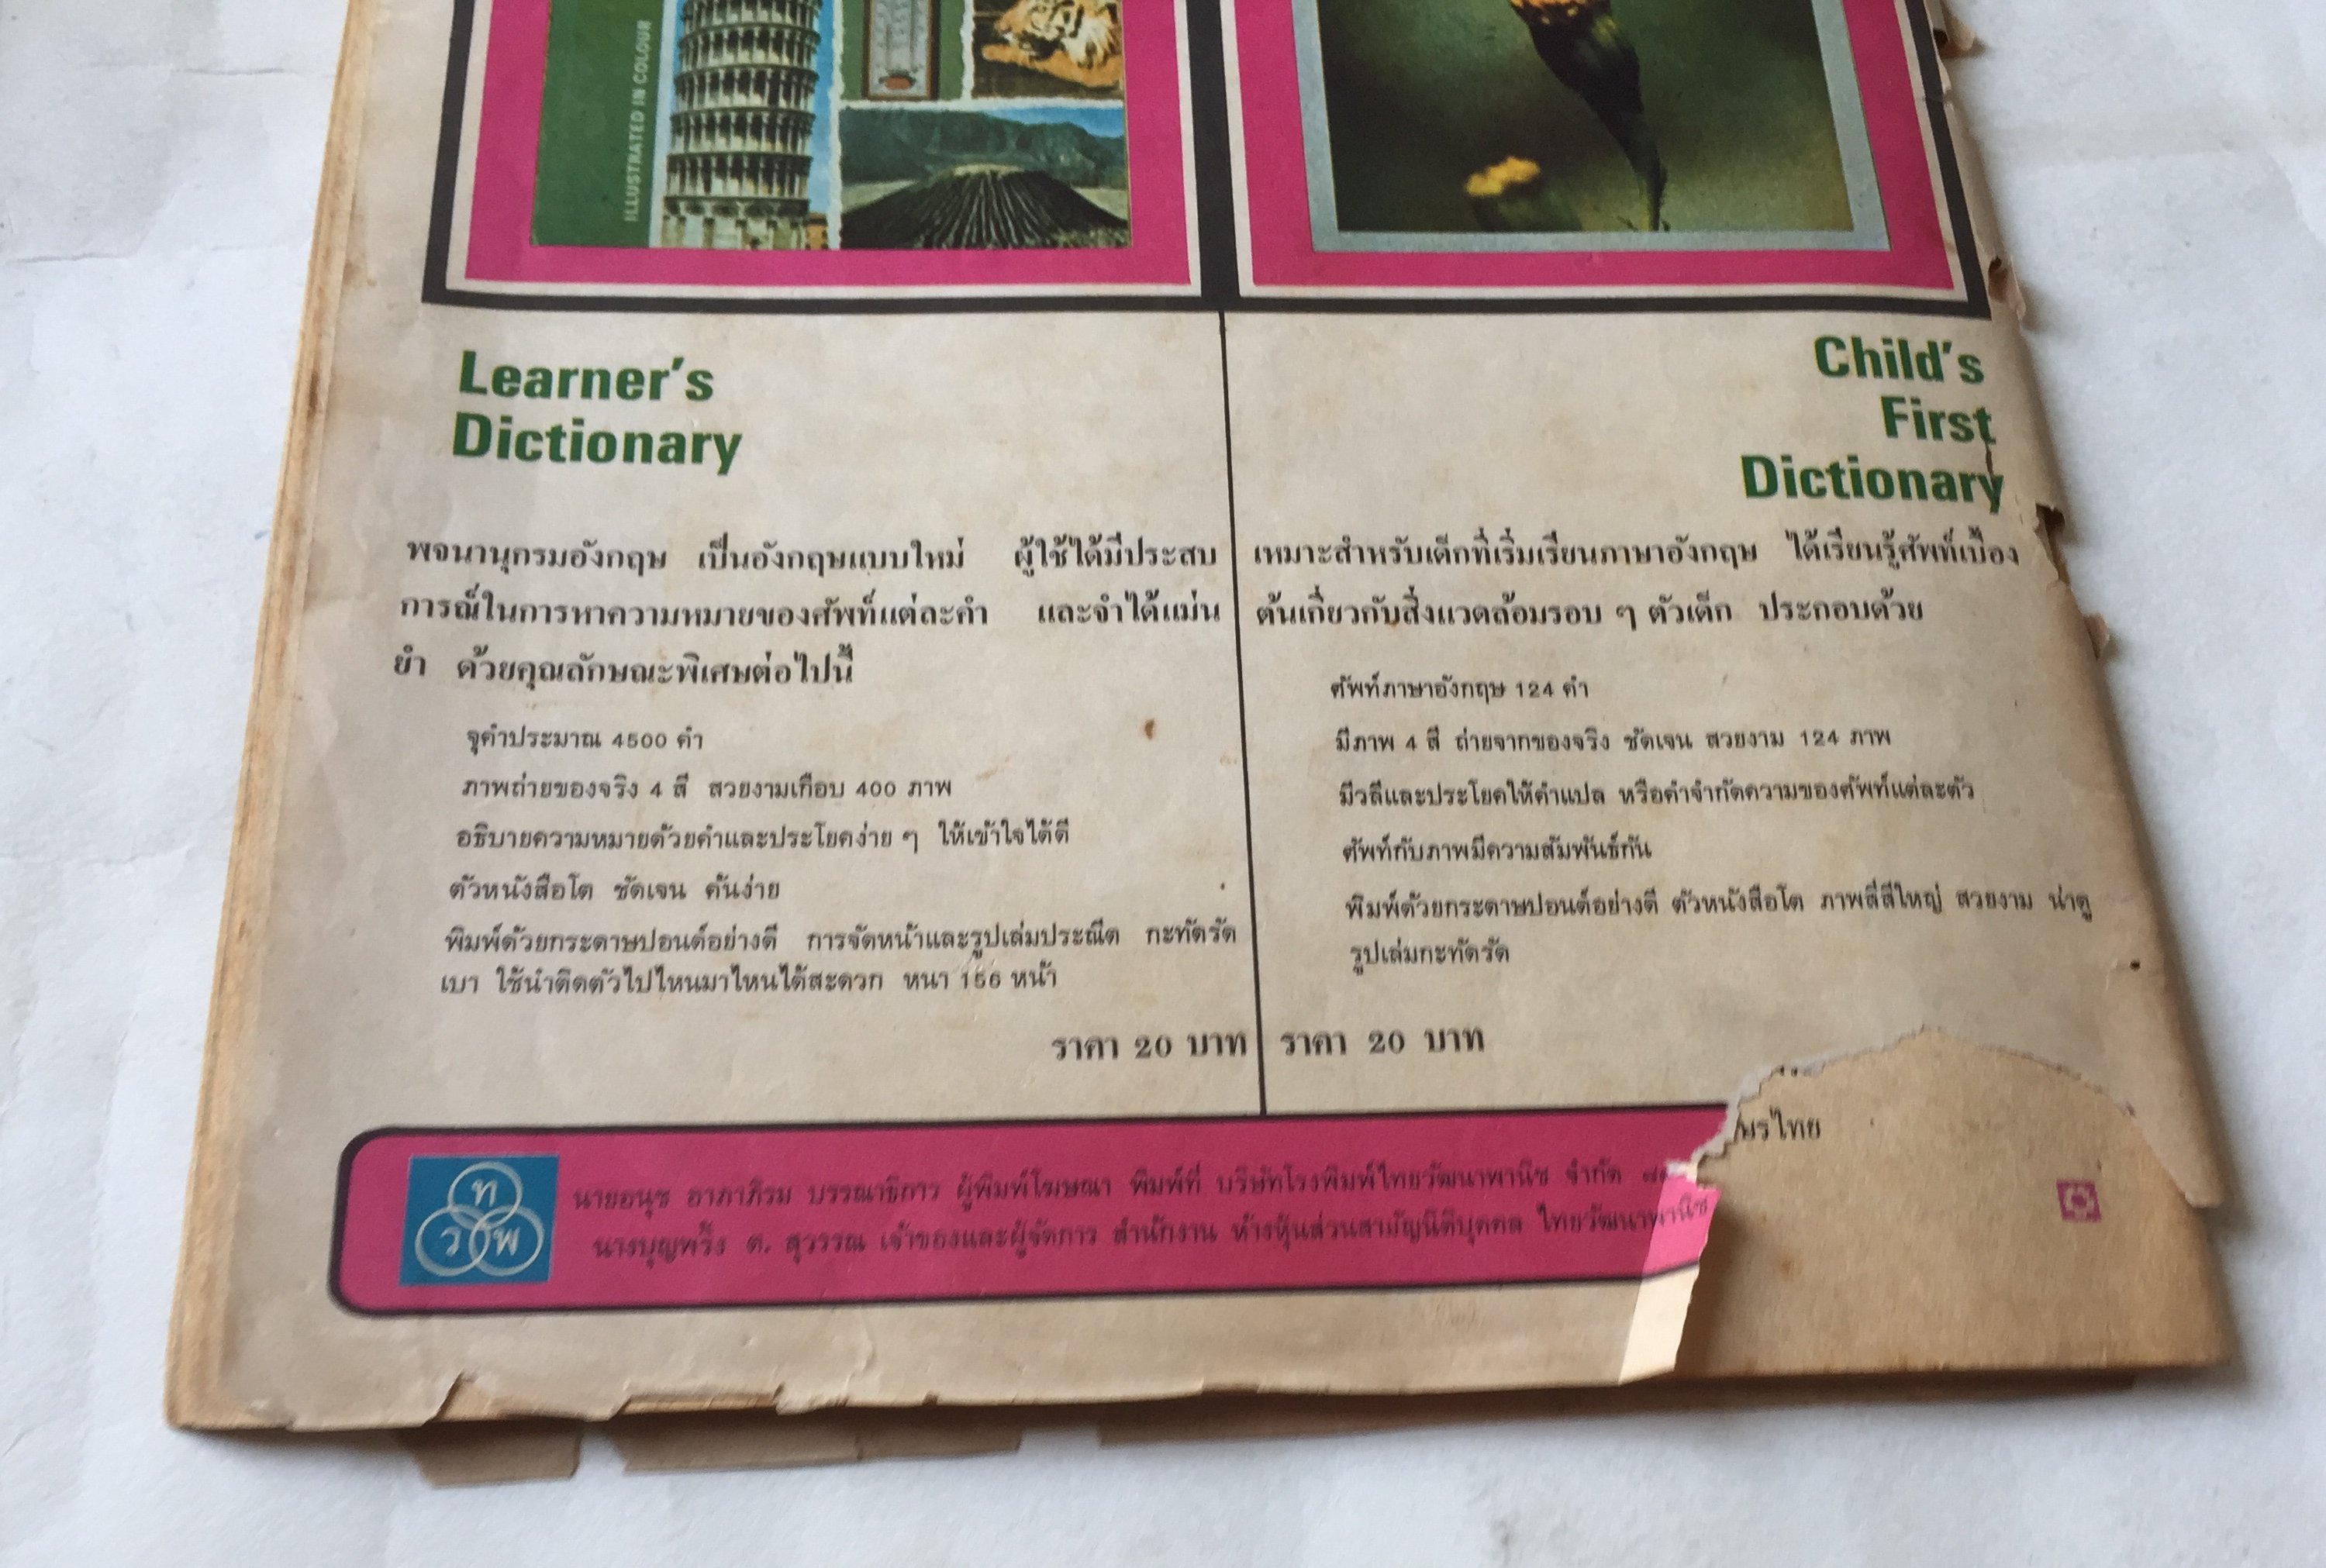 ILLUSTRATED IN COLOUR
Learner's
Dictionary
พจนานุกรมอังกฤษ เป็นอังกฤษแบบใหม่ ผู้ใช้ได้มีประสบ
การณ์ในการหาความหมายของศัพท์แต่ละคำ และจำได้แม่น
ยำ ด้วยคุณลักษณะพิเศษต่อไปนี้
จุคำประมาณ 4500 คำ
ภาพถ่ายของจริง 4 สี สวยงามเกือบ 400 ภาพ
อธิบายความหมายด้วยคำและประโยคง่าย ๆ ให้เข้าใจได้ดี
ตัวหนังสือโต ชัดเจน ค้นง่าย
พิมพ์ด้วยกระดาษปอนด์อย่างดี การจัดหน้าและรูปเล่มประณีต กะทัดรัด
เบา ใช้นำติดตัวไปไหนมาไหนได้สะดวก หนา 156 หน้า
ราคา 20 บาท
Child's
First
Dictionary
เหมาะสำหรับเด็กที่เริ่มเรียนภาษาอังกฤษ ได้เรียนรู้ศัพท์เบื้อง
ต้นเกี่ยวกับสิ่งแวดล้อมรอบ ๆ ตัวเด็ก ประกอบด้วย
ศัพท์ภาษาอังกฤษ 124 คำ
มีภาพ 4 สี ถ่ายจากของจริง ชัดเจน สวยงาม 124 ภาพ
มีวลีและประโยคให้คำแปล หรือคำจำกัดความของศัพท์แต่ละตัว
ศัพท์กับภาพมีความสัมพันธ์กัน
พิมพ์ด้วยกระดาษปอนด์อย่างดี ตัวหนังสือโต ภาพสี่สีใหญ่ สวยงาม น่าดู
รูปเล่มกะทัดรัด
ราคา 20 บาท
ไทย
ท
ว พ
นายอนุช อาภาภิรม บรรณาธิการ ผู้พิมพ์โฆษณา พิมพ์ที่ บริษัทโรงพิมพ์ไทยวัฒนาพานิช จำกัด
นางบุญพริ้ง ต. สุวรรณ เจ้าของและผู้จัดการ สำนักงาน ห้างหุ้นส่วนสามัญนิติบุคคล ไทยวัฒนาพานิช